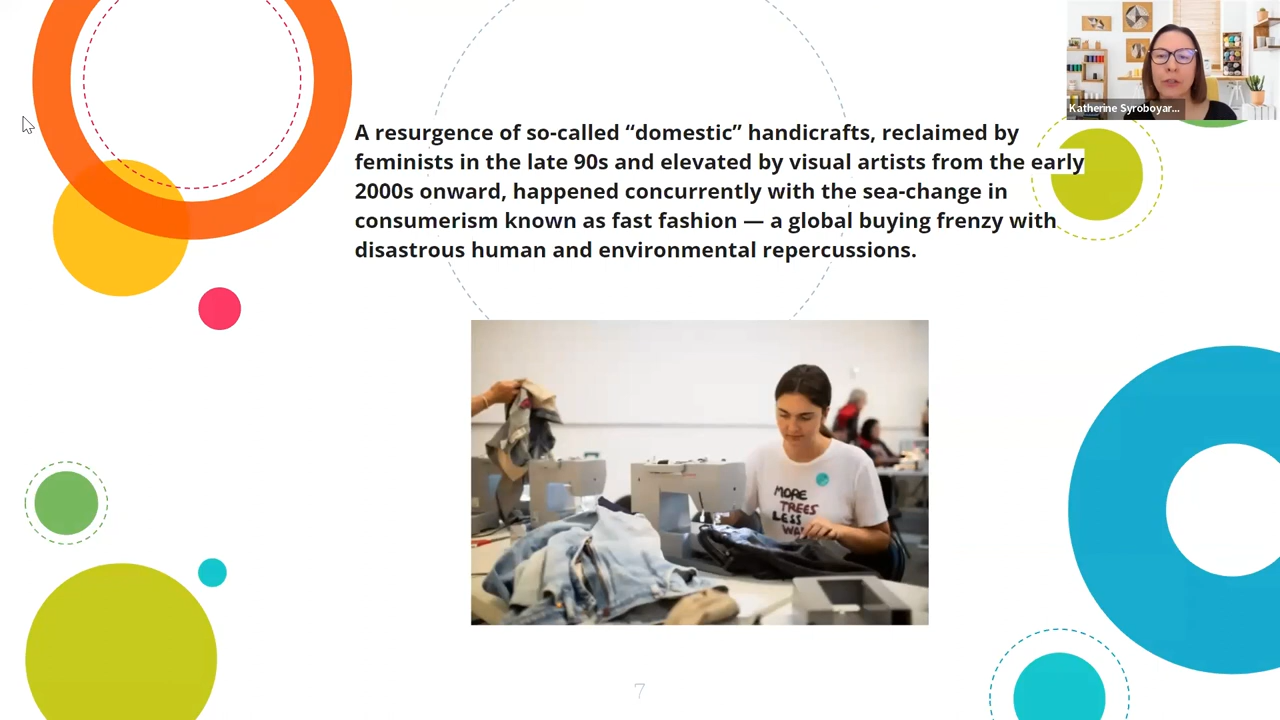 Katherine Syroboyar...
A resurgence of so-called “domestic” handicrafts, reclaimed by
feminists in the late 90s and elevated by visual artists from the early
2000s onward, happened concurrently with the sea-change in
consumerism known as fast fashion — a global buying frenzy with
disastrous human and environmental repercussions.
MORE
TREES
LESS
7